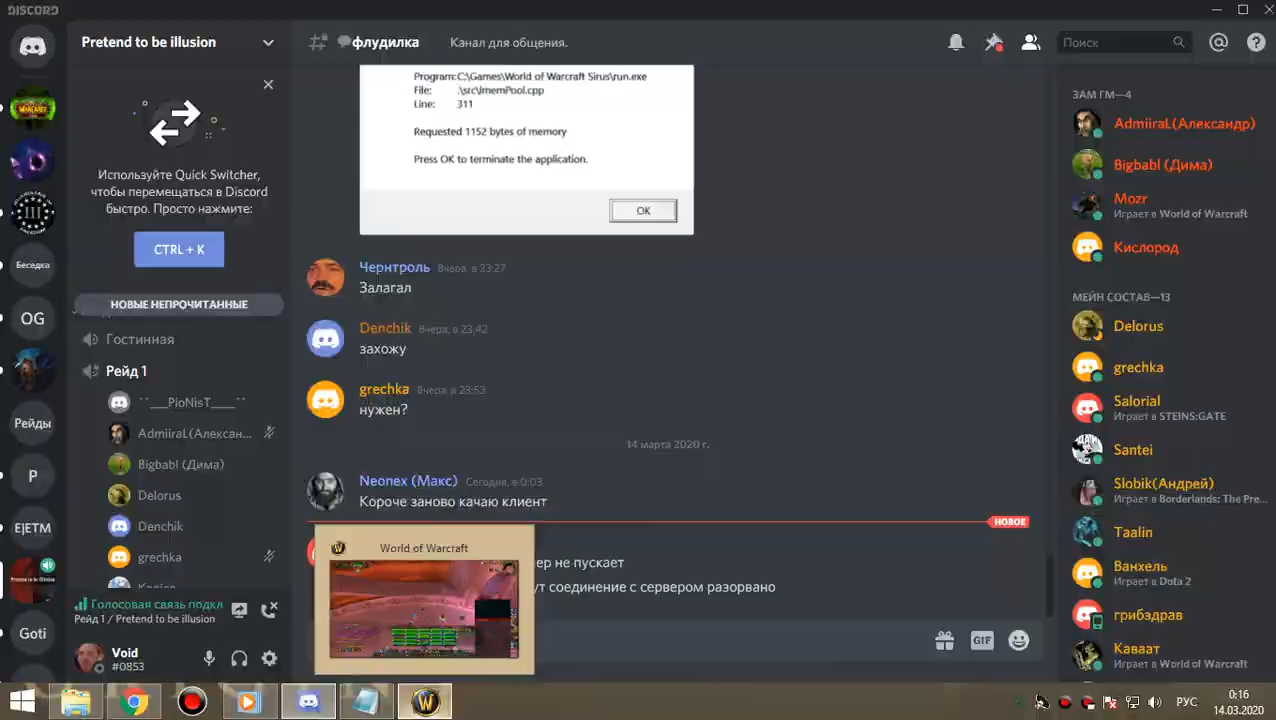 DISCORD
Pretend to be illusion
флудилка
Канал для общения.
Поиск
Используйте Quick Switcher,
чтобы перемещаться в Discord
быстро. Просто нажмите:
CTRL + K
НОВЫЕ НЕПРОЧИТАННЫЕ
Гостинная
Рейд 1
^^___PioNisT____^^
AdmiiraL(Алексан...
Bigbabl (Дима)
Delorus
Denchik
grechka
Голосовая связь подкл
Рейд 1 / Pretend to be illusion
Void
#0853
Беседка
OG
Рейды
P
Е|ЕТМ
Goti
Program:C:\Games\World of Warcraft Sirus\run.exe
File: .\src\lmemPool.cpp
Line: 311
Requested 1152 bytes of memory
Press OK to terminate the application.
OK
Чернтроль Вчера, в 23:27
Залагал
Denchik Вчера, в 23:42
захожу
grechka Вчера, в 23:53
нужен?
14 марта 2020 г.
Neonex (Макс) Сегодня, в 0:03
Короче заново качаю клиент
НОВОЕ
ер не пускает
ут соединение с сервером разорвано
World of Warcraft
GIF
ЗАМ ГМ—4
AdmiiraL(Александр)
Bigbabl (Дима)
Mozr
Играет в World of Warcraft
Кислород
МЕЙН СОСТАВ—13
Delorus
grechka
Salorial
Играет в STEINS;GATE
Santei
Slobik(Андрей)
Играет в Borderlands: The Pre...
Taalin
Ванхель
Играет в Dota 2
грибадрав
Каваат
Играет в World of Warcraft
РУС
0:16
14.03.2020